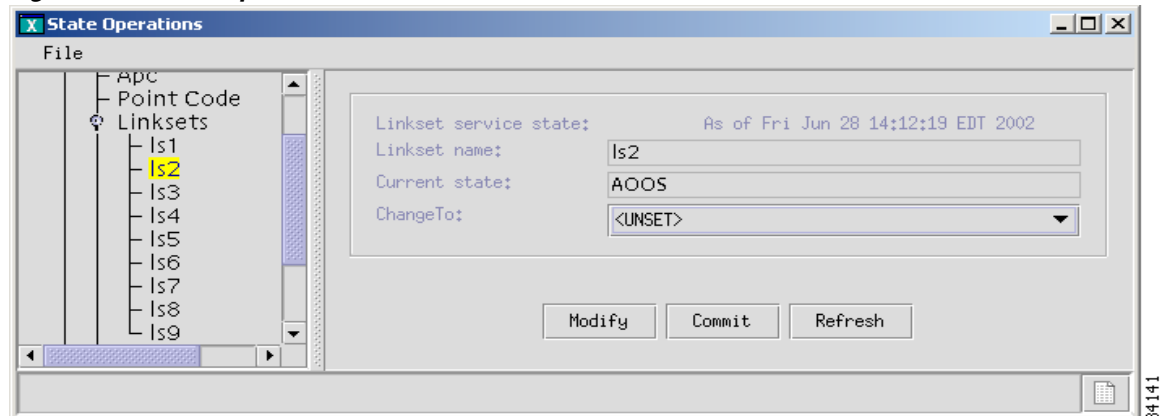 State Operations
File
Apc
Point Code
Linksets
ls1
ls2
ls3
ls4
ls5
ls6
ls7
ls8
ls9
Linkset service state: As of Fri Jun 28 14:12:19 EDT 2002
Linkset name: ls2
Current state: AOOS
ChangeTo: <UNSET>
Modify Commit Refresh
84141